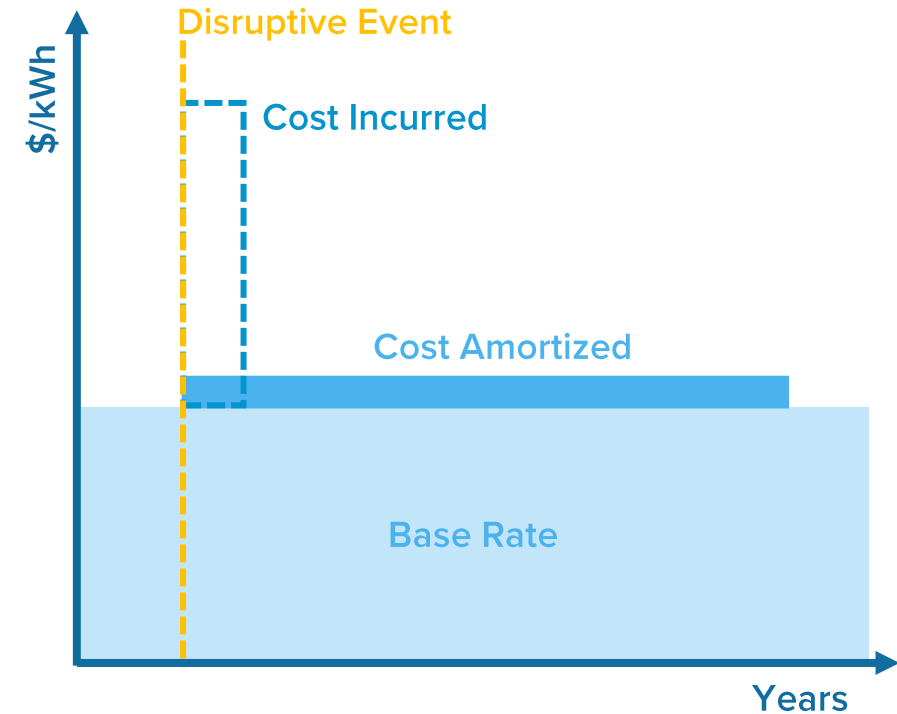 Disruptive Event
$/kWh
Cost Incurred
Cost Amortized
Base Rate
Years